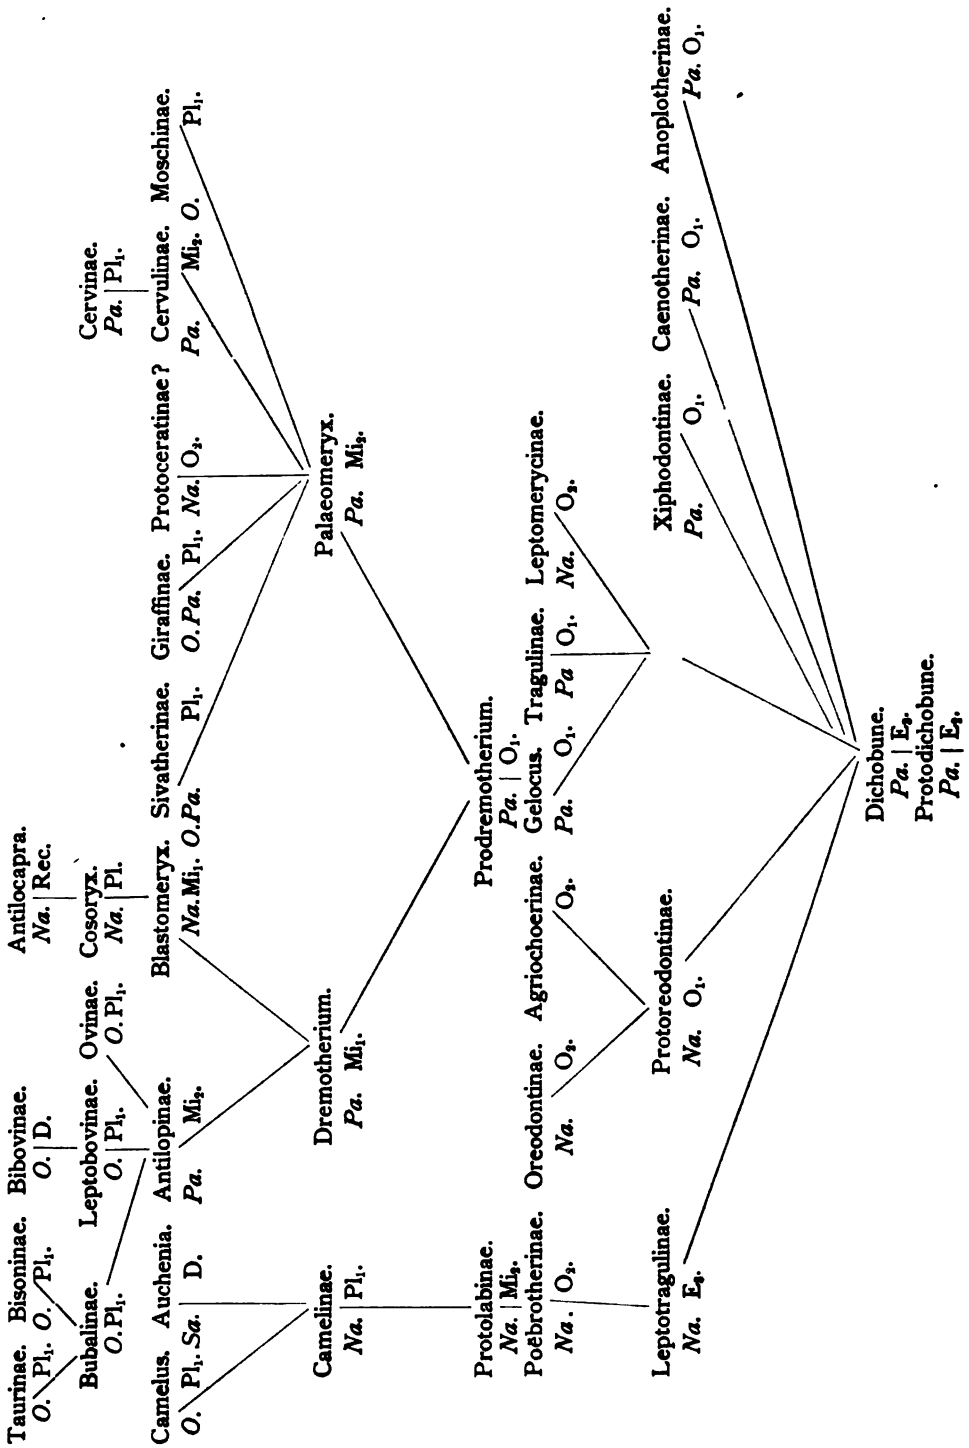 Taurinae. Bisoninae. Bibovinae. Antilocapra.
O. Pl₁. O. Pl₁. O. D. Na. Rec.
Bubalinae. Leptobovinae. Ovinae. Cosoryx. Cervinae.
O. Pl₁. O. Pl₁. O. Pl₁. Na. Pl. Pa. Pl₁.
Camelus. Auchenia. Antilopinae. Blastomeryx. Sivatherinae. Giraffinae. Protoceratinae? Cervulinae. Moschinae.
O. Pl₁. Sa. D. Pa. Mi₂. Na. Mi₁. O. Pa. Pl₁. O. Pa. Pl₁. Na. O₂. Pa. Mi₂. O. Pl₁.
Camelinae. Dremotherium. Palaeomeryx.
Na. Pl₁. Pa. Mi₁. Pa. Mi₂.
Protolabinae. Prodremotherium.
Na. Mi₂. Pa. O₁.
Poëbrotherinae. Oreodontinae. Agriochoerinae. Gelocus. Tragulinae. Leptomerycinae.
Na. O₂. Na. O₂. O₂. Pa. O₁. Pa O₁. Na. O₂.
Leptotragulinae. Protoreodontinae. Xiphodontinae. Caenotherinae. Anoplotherinae.
Na. E₃. Na. O₁. Pa. O₁. Pa. O₁. Pa. O₁.
Dichobune.
Pa. E₃.
Protodichobune.
Pa. E₂.